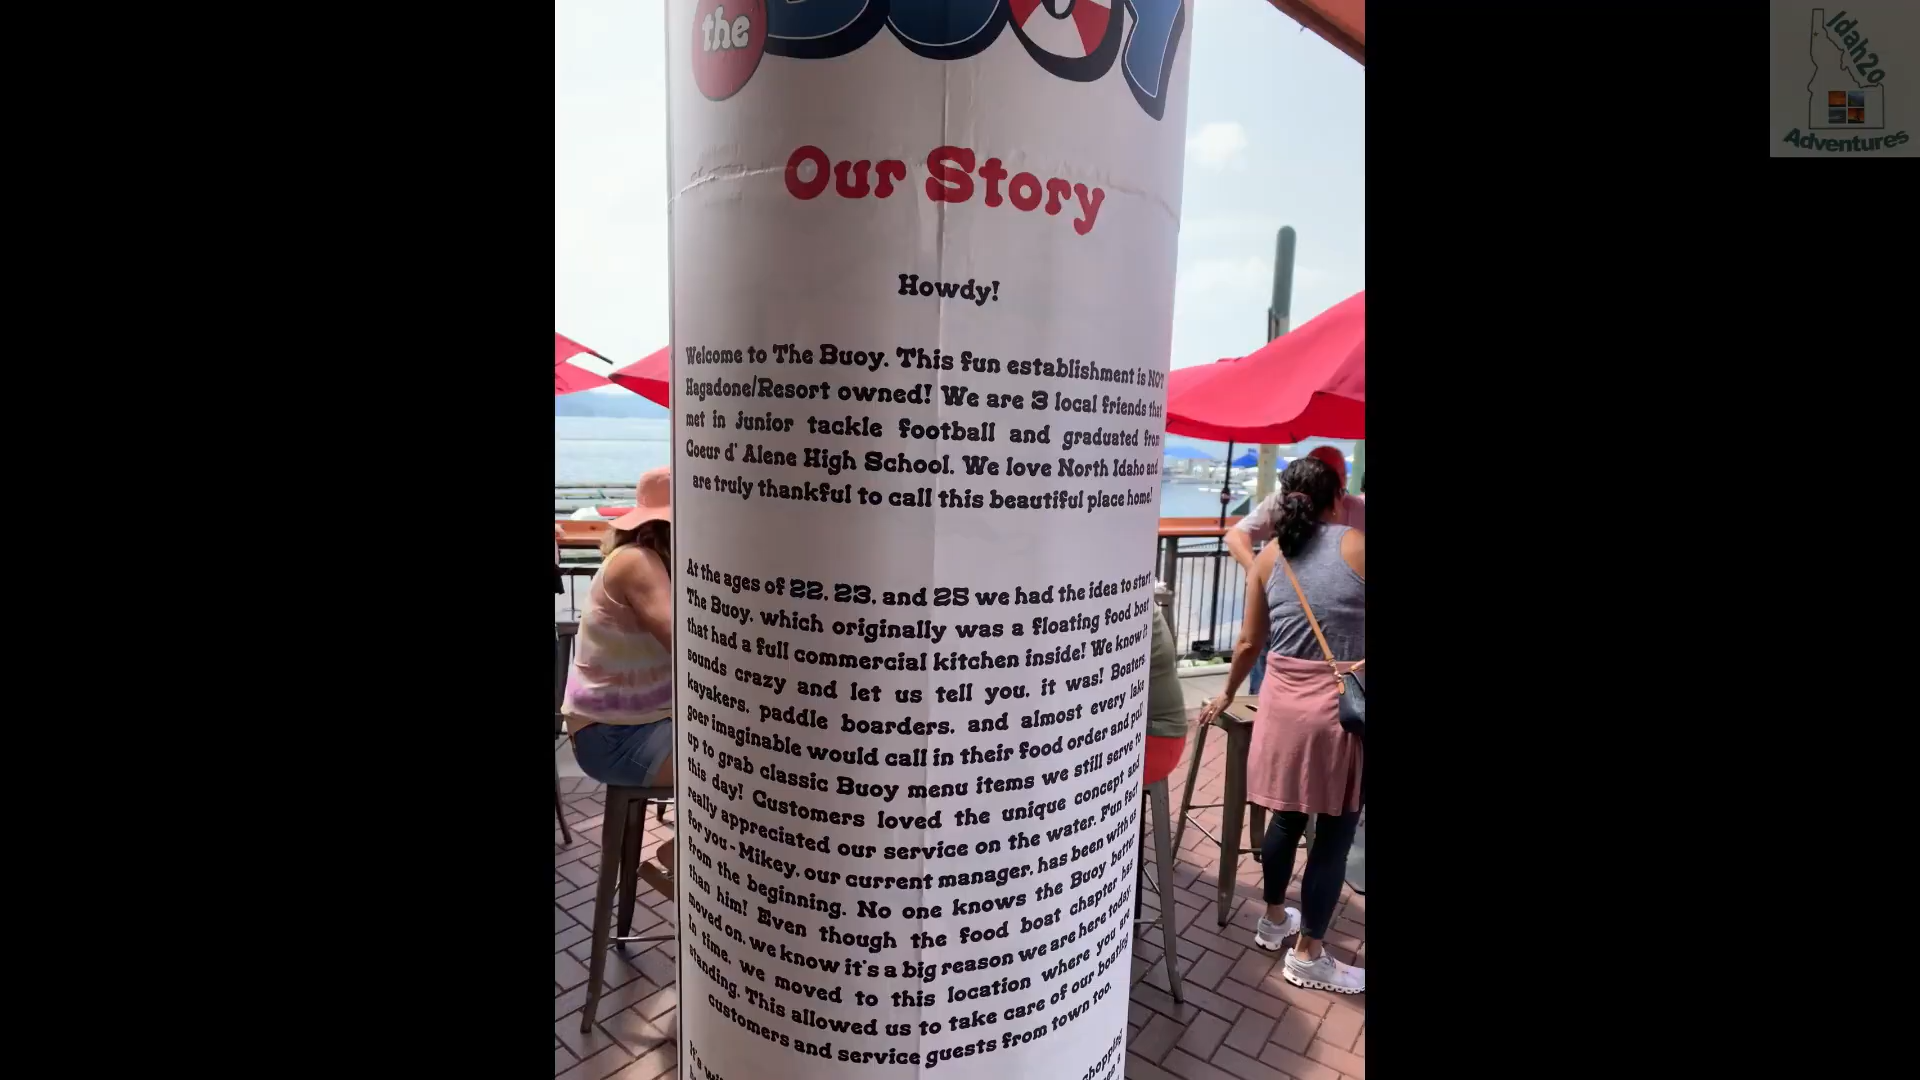 the BUOY
Idah2o
Adventures
Our Story
Howdy!
Welcome to The Buoy. This fun establishment is NOT
Hagadone/Resort owned! We are 3 local friends that
met in junior tackle football and graduated from
Coeur d' Alene High School. We love North Idaho and
are truly thankful to call this beautiful place home!
At the ages of 22, 23, and 25 we had the idea to start
The Buoy, which originally was a floating food boat
that had a full commercial kitchen inside! We know it
sounds crazy and let us tell you, it was! Boaters,
kayakers, paddle boarders, and almost every lake
goer imaginable would call in their food order and pull
up to grab classic Buoy menu items we still serve to
this day! Customers loved the unique concept and
really appreciated our service on the water. Fun fact
for you - Mikey, our current manager, has been with us
from the beginning. No one knows the Buoy better
than him! Even though the food boat chapter has
moved on, we know it's a big reason we are here today.
In time, we moved to this location where you are
standing. This allowed us to take care of our boating
customers and service guests from town too.